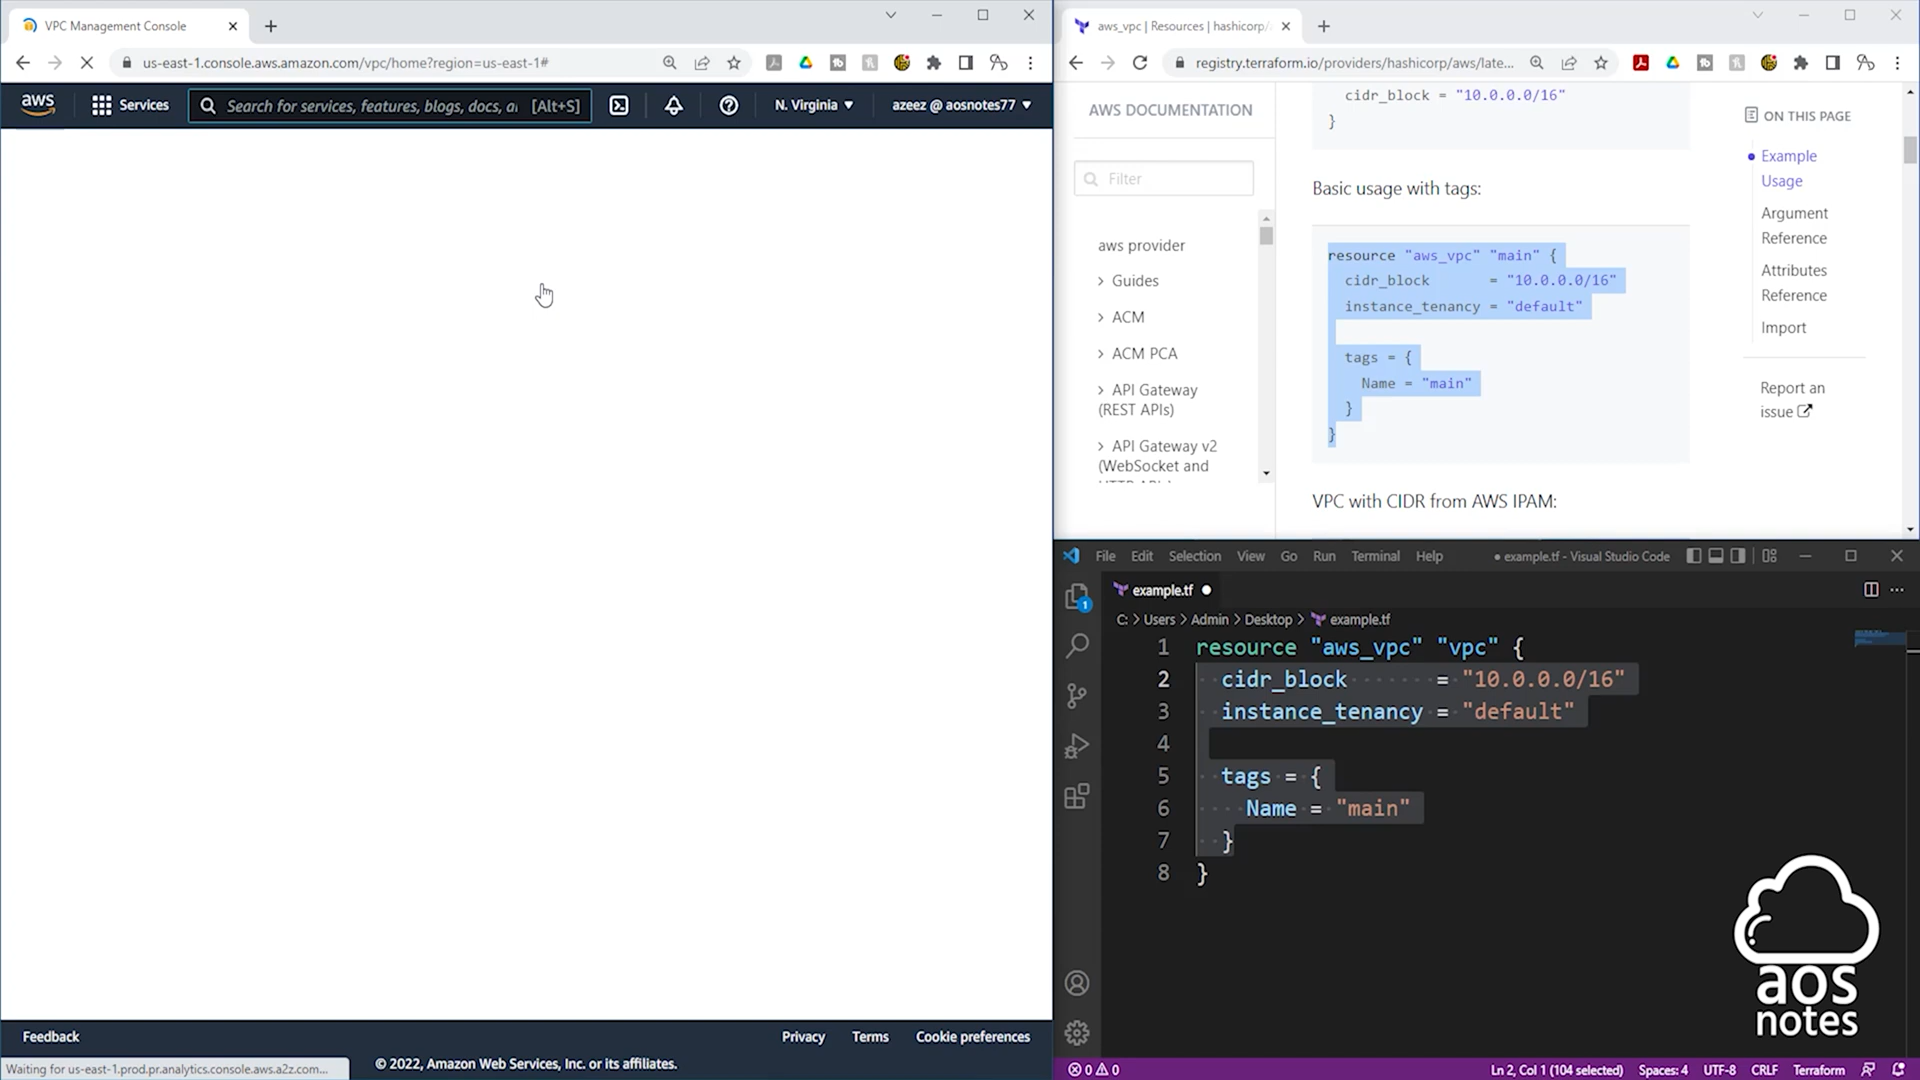 VPC Management Console
us-east-1.console.aws.amazon.com/vpc/home?region=us-east-1#
aws
Services
Search for services, features, blogs, docs, a
[Alt+S]
N. Virginia
azeez @ aosnotes77
Feedback
Privacy
Terms
Cookie preferences
© 2022, Amazon Web Services, Inc. or its affiliates.
Waiting for us-east-1.prod.pr.analytics.console.aws.a2z.com...
aws_vpc | Resources | hashicorp/
registry.terraform.io/providers/hashicorp/aws/late...
AWS DOCUMENTATION
Filter
aws provider
Guides
ACM
ACM PCA
API Gateway
(REST APIs)
API Gateway v2
(WebSocket and
HTTP APIs)
cidr_block = "10.0.0.0/16"
}
Basic usage with tags:
resource "aws_vpc" "main" {
cidr_block = "10.0.0.0/16"
instance_tenancy = "default"
tags = {
Name = "main"
}
}
VPC with CIDR from AWS IPAM:
ON THIS PAGE
Example
Usage
Argument
Reference
Attributes
Reference
Import
Report an
issue
File Edit Selection View Go Run Terminal Help
● example.tf - Visual Studio Code
1
example.tf
C: > Users > Admin > Desktop > example.tf
1 resource "aws_vpc" "vpc" {
2 cidr_block = "10.0.0.0/16"
3 instance_tenancy = "default"
4
5 tags = {
6 Name = "main"
7 }
8 }
aos
notes
0 0
Ln 2, Col 1 (104 selected)
Spaces: 4
UTF-8
CRLF
Terraform